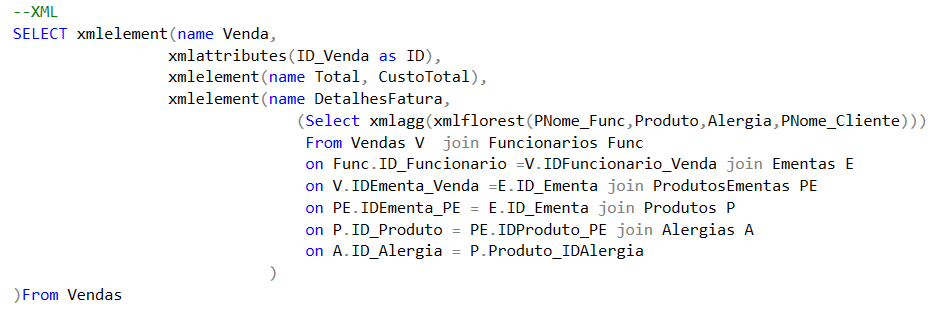 --XML
SELECT xmlelement(name Venda,
xmlattributes(ID_Venda as ID),
xmlelement(name Total, CustoTotal),
xmlelement(name DetalhesFatura,
(Select xmlagg(xmlflorest(PNome_Func,Produto,Alergia,PNome_Cliente)))
From Vendas V  join Funcionarios Func
on Func.ID_Funcionario =V.IDFuncionario_Venda join Ementas E
on V.IDEmenta_Venda =E.ID_Ementa join ProdutosEmentas PE
on PE.IDEmenta_PE = E.ID_Ementa join Produtos P
on P.ID_Produto = PE.IDProduto_PE join Alergias A
on A.ID_Alergia = P.Produto_IDAlergia
)
)From Vendas